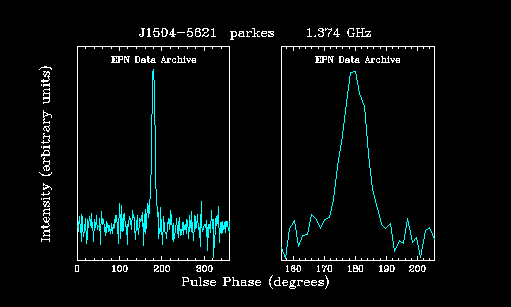 J1504-5621 parkes 1.374 GHz
EPN Data Archive
EPN Data Archive
Intensity (arbitrary units)
0 100 200 300
160 170 180 190 200
Pulse Phase (degrees)